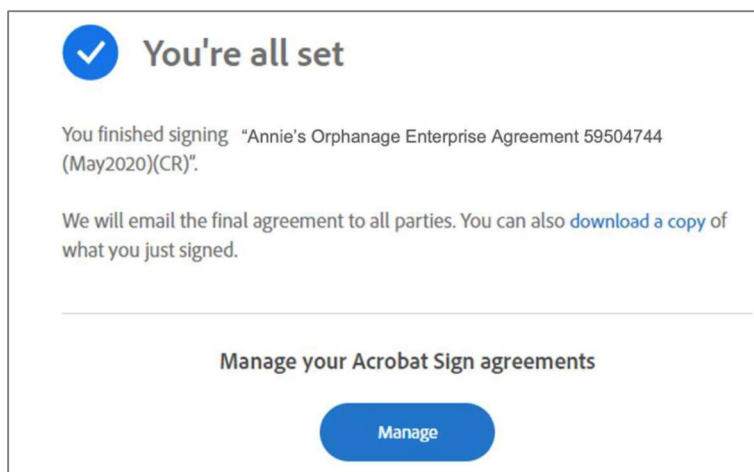 You're all set
You finished signing “Annie’s Orphanage Enterprise Agreement 59504744
(May2020)(CR)”.
We will email the final agreement to all parties. You can also download a copy of
what you just signed.
Manage your Acrobat Sign agreements
Manage